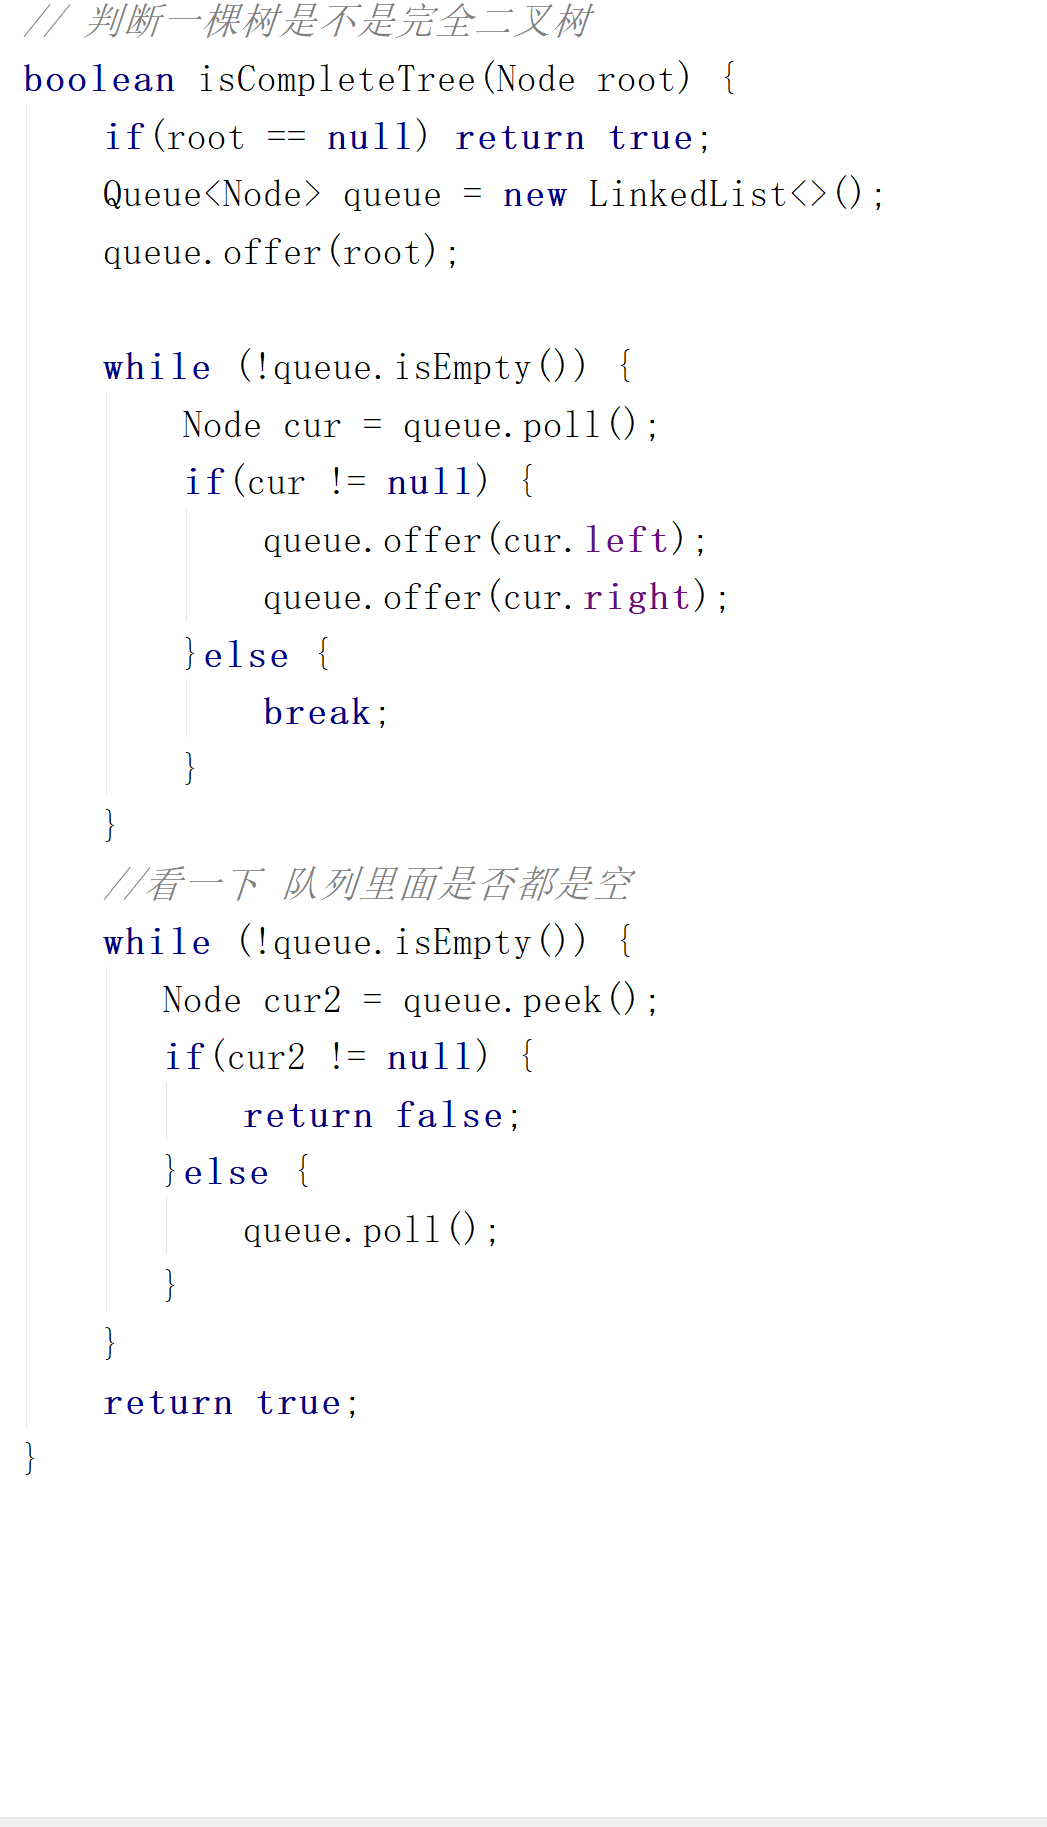 // 判断一棵树是不是完全二叉树
boolean isCompleteTree(Node root) {
if(root == null) return true;
Queue<Node> queue = new LinkedList<>();
queue.offer(root);
while (!queue.isEmpty()) {
Node cur = queue.poll();
if(cur != null) {
queue.offer(cur.left);
queue.offer(cur.right);
}else {
break;
}
}
//看一下 队列里面是否都是空
while (!queue.isEmpty()) {
Node cur2 = queue.peek();
if(cur2 != null) {
return false;
}else {
queue.poll();
}
}
return true;
}